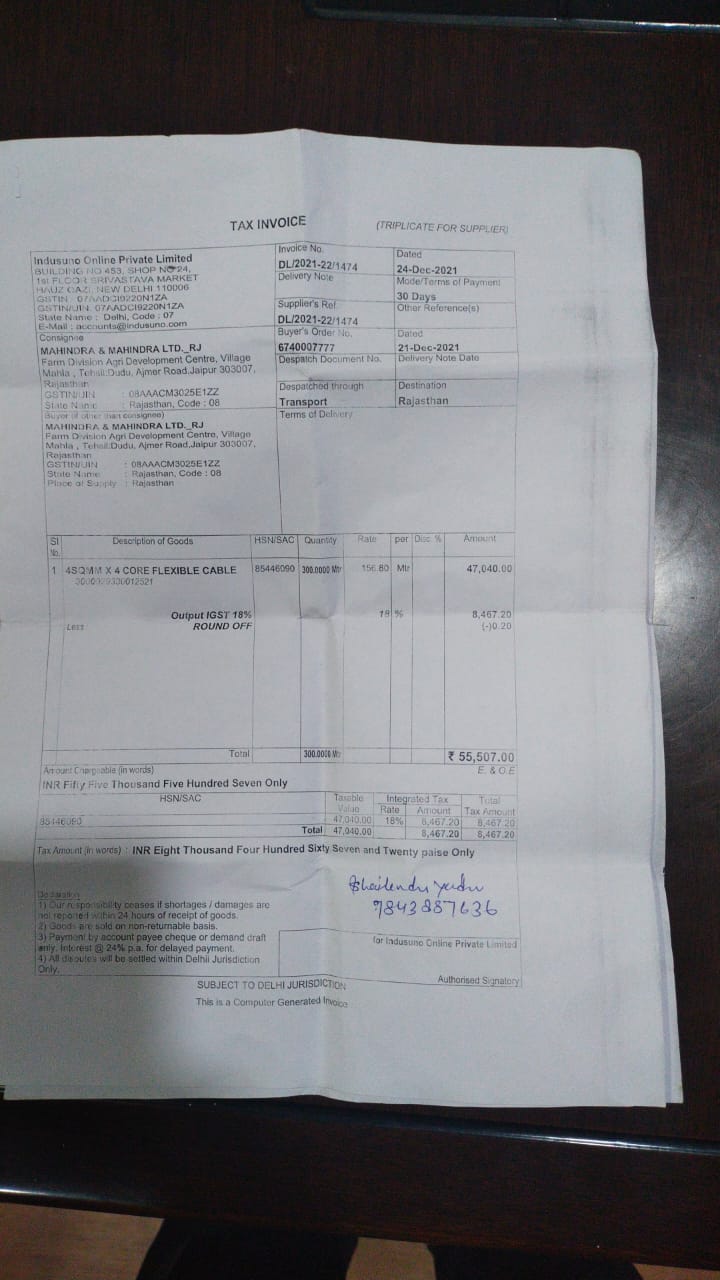 TAX INVOICE
(TRIPLICATE FOR SUPPLIER)
Indusuno Online Private Limited
BUILDING NO 453, SHOP NO 24,
1st FLOOR SRIVASTAVA MARKET
HAUZ QAZI, NEW DELHI 110006
GSTIN : 07AADCI9220N1ZA
GSTIN/UIN: 07AADCI9220N1ZA
State Name : Delhi, Code : 07
E-Mail : accounts@indusuno.com
Invoice No.
DL/2021-22/1474
Dated
24-Dec-2021
Delivery Note
Mode/Terms of Payment
30 Days
Supplier's Ref.
DL/2021-22/1474
Other Reference(s)
Consignee
MAHINDRA & MAHINDRA LTD._RJ
Farm Division Agri Development Centre, Village
Mahla , Tehsil:Dudu, Ajmer Road,Jaipur 303007,
Rajasthan
GSTIN/UIN : 08AAACM3025E1ZZ
State Name : Rajasthan, Code : 08
Buyer's Order No.
6740007777
Dated
21-Dec-2021
Despatch Document No.
Delivery Note Date
Despatched through
Transport
Destination
Rajasthan
Buyer (if other than consignee)
MAHINDRA & MAHINDRA LTD._RJ
Farm Division Agri Development Centre, Village
Mahla , Tehsil:Dudu, Ajmer Road,Jaipur 303007,
Rajasthan
GSTIN/UIN : 08AAACM3025E1ZZ
State Name : Rajasthan, Code : 08
Place of Supply : Rajasthan
Terms of Delivery
Sl No. Description of Goods HSN/SAC Quantity Rate per Disc. % Amount
1 4SQMM X 4 CORE FLEXIBLE CABLE 85446090 300.0000 Mtr 156.80 Mtr 47,040.00
Output IGST 18% 18 % 8,467.20
Less ROUND OFF (-)0.20
Total 300.0000 Mtr ₹ 55,507.00
Amount Chargeable (in words) E. & O.E
INR Fifty Five Thousand Five Hundred Seven Only
HSN/SAC Taxable Value Integrated Tax Rate Amount Total Tax Amount
85446090 47,040.00 18% 8,467.20 8,467.20
Total 47,040.00 8,467.20 8,467.20
Tax Amount (in words) : INR Eight Thousand Four Hundred Sixty Seven and Twenty paise Only
9843887636
Declaration
1) Our responsibility ceases if shortages / damages are
not reported within 24 hours of receipt of goods.
2) Goods are sold on non-returnable basis.
3) Payment by account payee cheque or demand draft
only. Interest @ 24% p.a. for delayed payment.
4) All disputes will be settled within Delhii Jurisdiction
Only.
for Indusuno Online Private Limited
Authorised Signatory
SUBJECT TO DELHI JURISDICTION
This is a Computer Generated Invoice